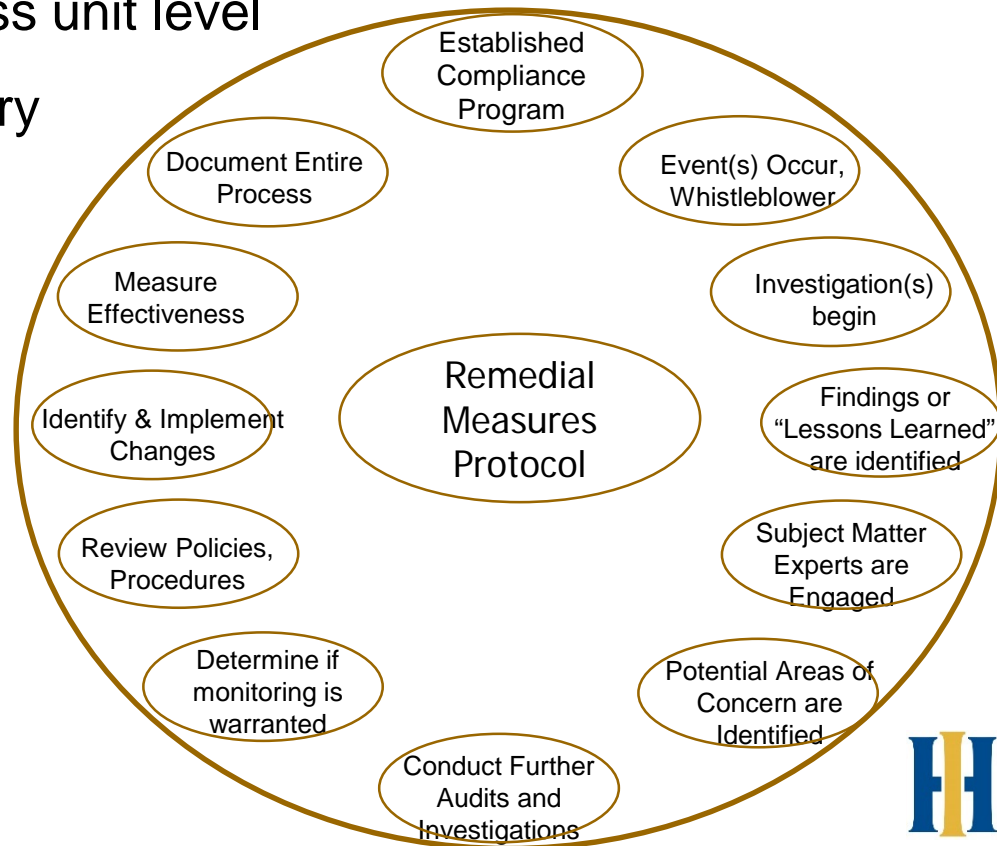 ss unit level
ry
Established
Compliance
Program
Event(s) Occur,
Whistleblower
Investigation(s)
begin
Findings or
“Lessons Learned”
are identified
Subject Matter
Experts are
Engaged
Potential Areas of
Concern are
Identified
Conduct Further
Audits and
Investigations
Determine if
monitoring is
warranted
Review Policies,
Procedures
Identify & Implement
Changes
Measure
Effectiveness
Document Entire
Process
Remedial
Measures
Protocol